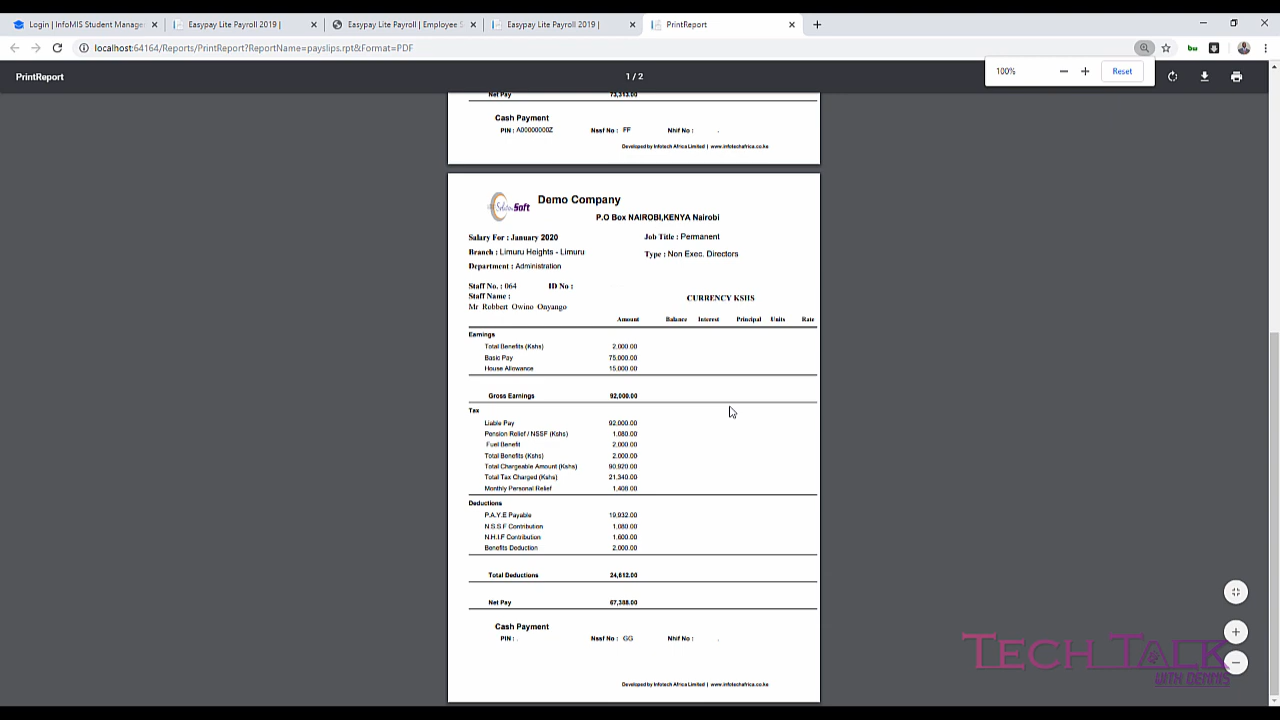 Login | InfoMIS Student Manage
Easypay Lite Payroll 2019 |
Easypay Lite Payroll | Employee S
Easypay Lite Payroll 2019 |
PrintReport
localhost:64164/Reports/PrintReport?ReportName=payslips.rpt&Format=PDF
PrintReport
1 / 2
100%
Reset
Net Pay 73,313.00
Cash Payment
PIN : A00000000Z Nssf No : FF Nhif No : .
Developed by Infotech Africa Limited | www.infotechafrica.co.ke
Soft
Demo Company
P.O Box NAIROBI,KENYA Nairobi
Salary For : January 2020 Job Title : Permanent
Branch : Limuru Heights - Limuru Type : Non Exec. Directors
Department : Administration
Staff No. : 064 ID No :
Staff Name :
Mr Robbert Owino Onyango
CURRENCY KSHS
Amount Balance Interest Principal Units Rate
Earnings
Total Benefits (Kshs) 2,000.00
Basic Pay 75,000.00
House Allowance 15,000.00
Gross Earnings 92,000.00
Tax
Liable Pay 92,000.00
Pension Relief / NSSF (Kshs) 1,080.00
Fuel Benefit 2,000.00
Total Benefits (Kshs) 2,000.00
Total Chargeable Amount (Kshs) 90,920.00
Total Tax Charged (Kshs) 21,340.00
Monthly Personal Relief 1,408.00
Deductions
P.A.Y.E Payable 19,932.00
N.S.S.F Contribution 1,080.00
N.H.I.F Contribution 1,600.00
Benefits Deduction 2,000.00
Total Deductions 24,612.00
Net Pay 67,388.00
Cash Payment
PIN : . Nssf No : GG Nhif No : .
Developed by Infotech Africa Limited | www.infotechafrica.co.ke
TECH TALK
WITH DENNIS